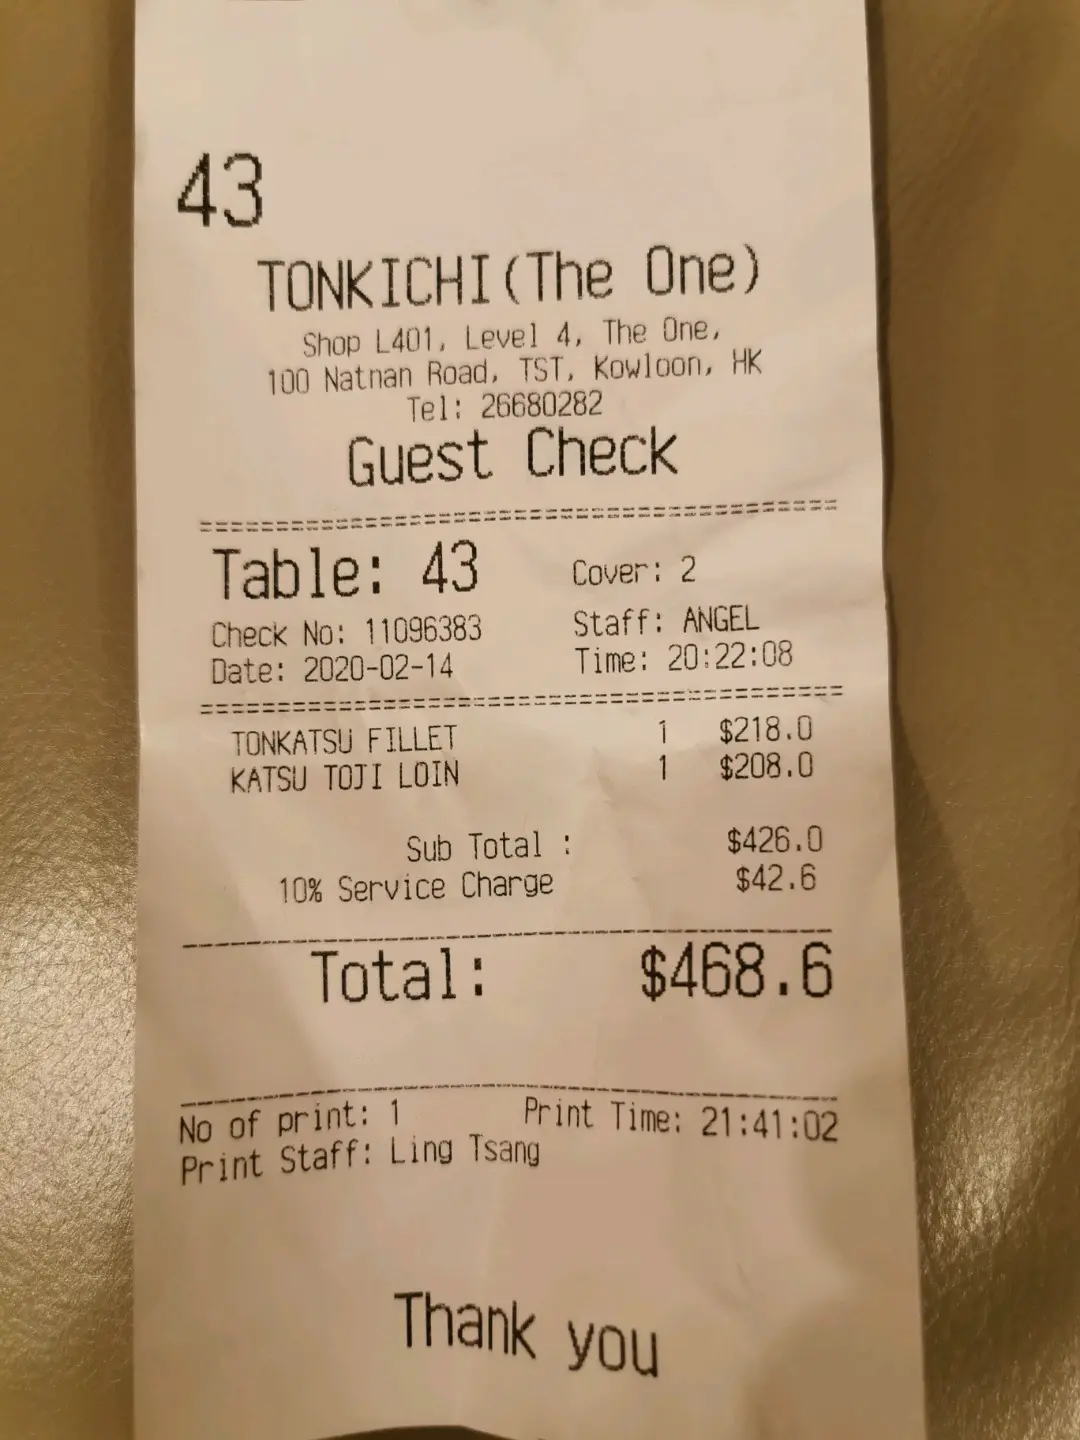 43
TONKICHI(The One)
Shop L401, Level 4, The One,
100 Natnan Road, TST, Kowloon, HK
Tel: 26680282
Guest Check
Table: 43 Cover: 2
Check No: 11096383 Staff: ANGEL
Date: 2020-02-14 Time: 20:22:08
TONKATSU FILLET 1 $218.0
KATSU TOJI LOIN 1 $208.0
Sub Total : $426.0
10% Service Charge $42.6
Total: $468.6
No of print: 1 Print Time: 21:41:02
Print Staff: Ling Tsang
Thank you